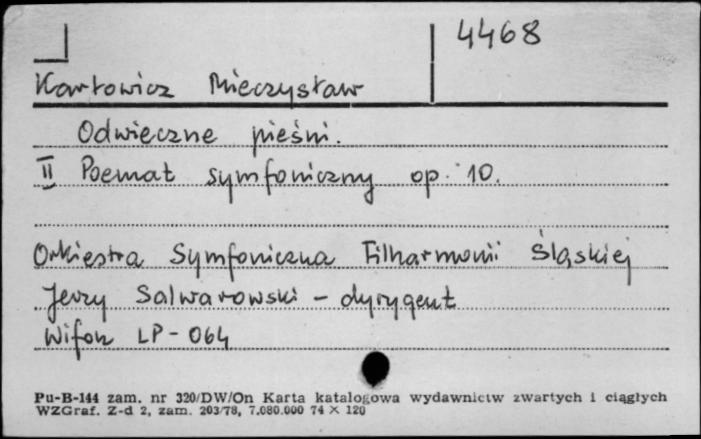 4468
Karłowicz Mieczysław
Odwieczne pieśni.
II Poemat symfoniczny op. 10.
Orkiestra Symfoniczna Filharmonii Śląskiej
Jerzy Salwarowski – dyrygent
Wifon LP - 064
Pu-B-144 zam. nr 320/DW/On Karta katalogowa wydawnictw zwartych i ciągłych
WZGraf. Z-d 2, zam. 203/78, 7.080.000 74 × 120